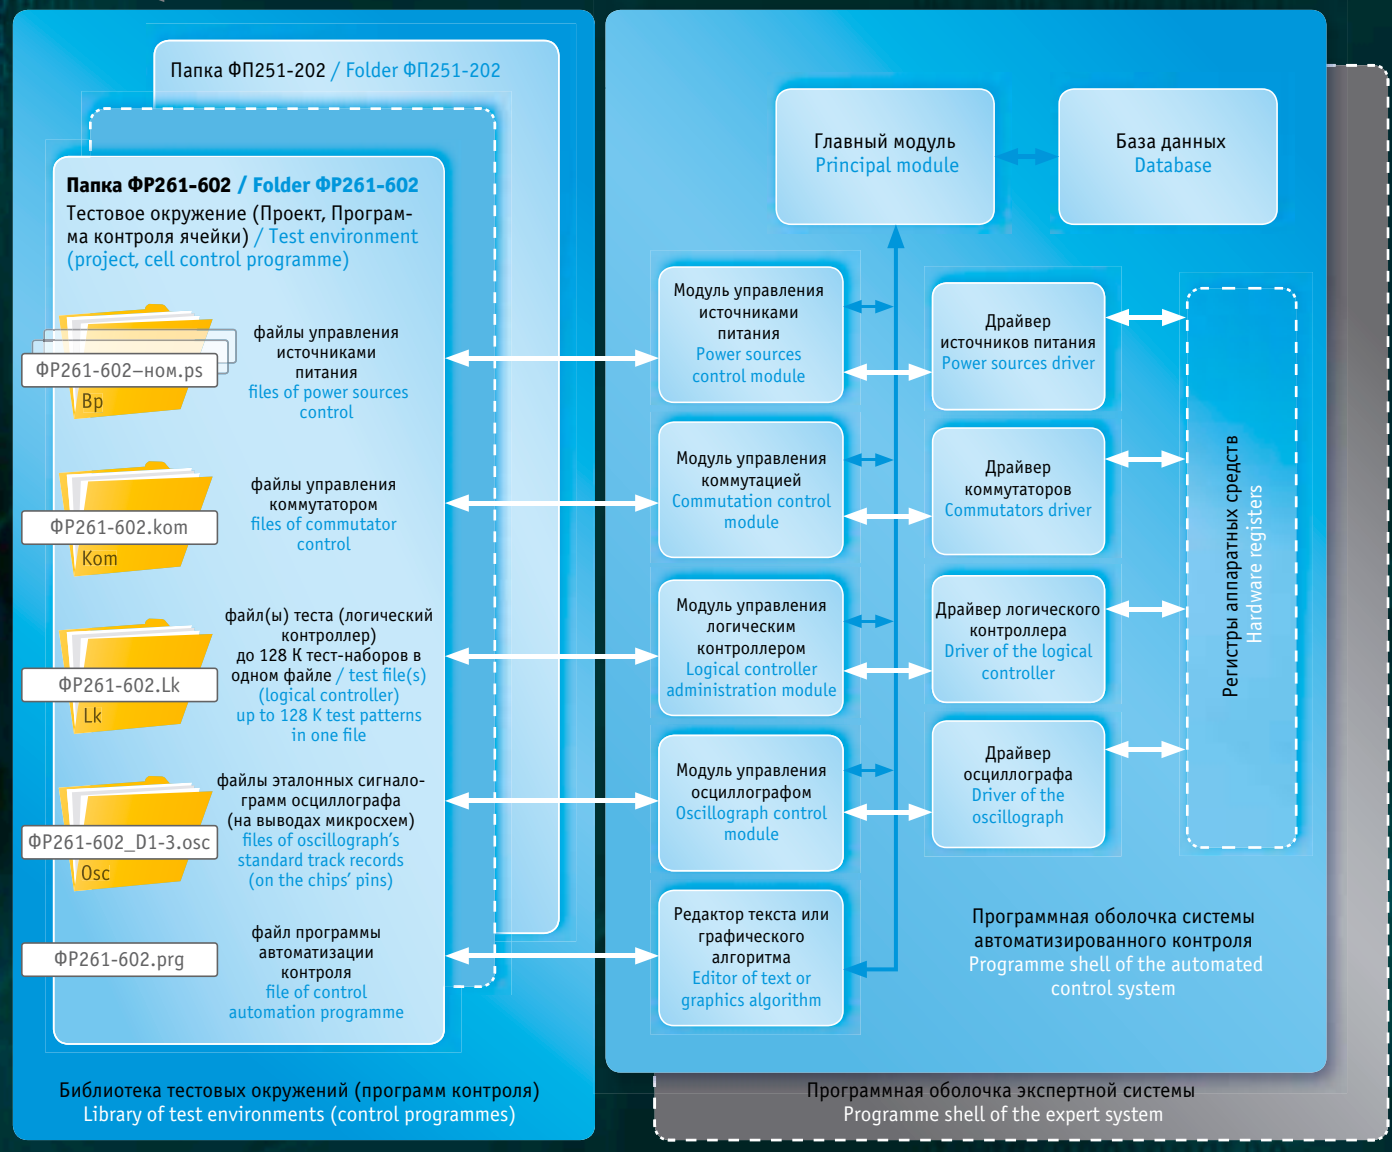 Папка ФП251-202 / Folder ФП251-202
Папка ФР261-602 / Folder ФР261-602
Тестовое окружение (Проект, Програм-
ма контроля ячейки) / Test environment
(project, cell control programme)
ФР261-602–ном.ps
Bp
файлы управления
источниками
питания
files of power sources
control
ФР261-602.kom
Kom
файлы управления
коммутатором
files of commutator
control
ФР261-602.Lk
Lk
файл(ы) теста (логический
контроллер)
до 128 К тест-наборов в
одном файле / test file(s)
(logical controller)
up to 128 K test patterns
in one file
ФР261-602_D1-3.osc
Osc
файлы эталонных сигнало-
грамм осциллографа
(на выводах микросхем)
files of oscillograph's
standard track records
(on the chips' pins)
ФР261-602.prg
файл программы
автоматизации
контроля
file of control
automation programme
Библиотека тестовых окружений (программ контроля)
Library of test environments (control programmes)
Главный модуль
Principal module
База данных
Database
Модуль управления
источниками
питания
Power sources
control module
Драйвер
источников питания
Power sources driver
Модуль управления
коммутацией
Commutation control
module
Драйвер
коммутаторов
Commutators driver
Модуль управления
логическим
контроллером
Logical controller
administration module
Драйвер логического
контроллера
Driver of the logical
controller
Модуль управления
осциллографом
Oscillograph control
module
Драйвер
осциллографа
Driver of the
oscillograph
Редактор текста или
графического
алгоритма
Editor of text or
graphics algorithm
Регистры аппаратных средств
Hardware registers
Программная оболочка системы
автоматизированного контроля
Programme shell of the automated
control system
Программная оболочка экспертной системы
Programme shell of the expert system